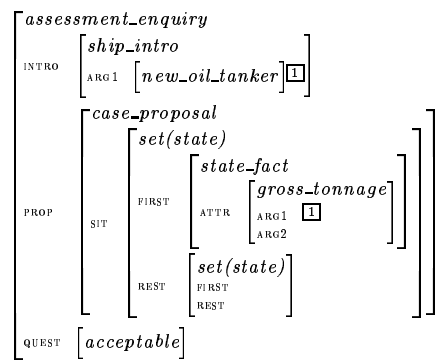 assessment_enquiry
INTRO ship_intro
ARG1 [new_oil_tanker] 1
PROP case_proposal
SIT set(state)
FIRST state_fact
ATTR gross_tonnage
ARG1 1
ARG2
REST set(state)
FIRST
REST
QUEST [acceptable]